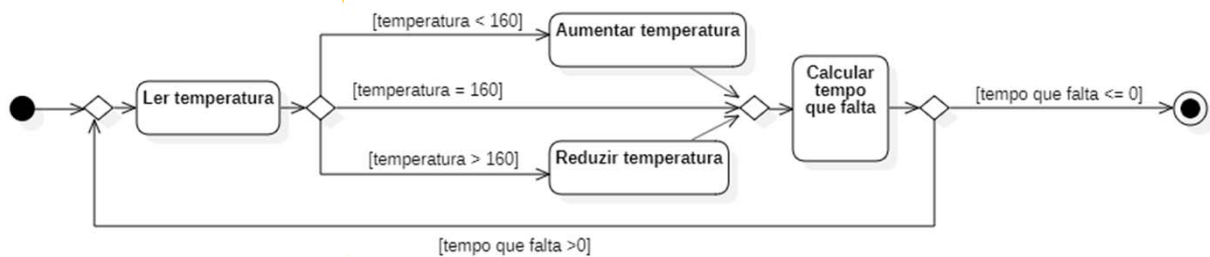 [temperatura < 160]
Aumentar temperatura
Ler temperatura
[temperatura = 160]
Calcular
tempo
que falta
[tempo que falta <= 0]
[temperatura > 160]
Reduzir temperatura
[tempo que falta >0]